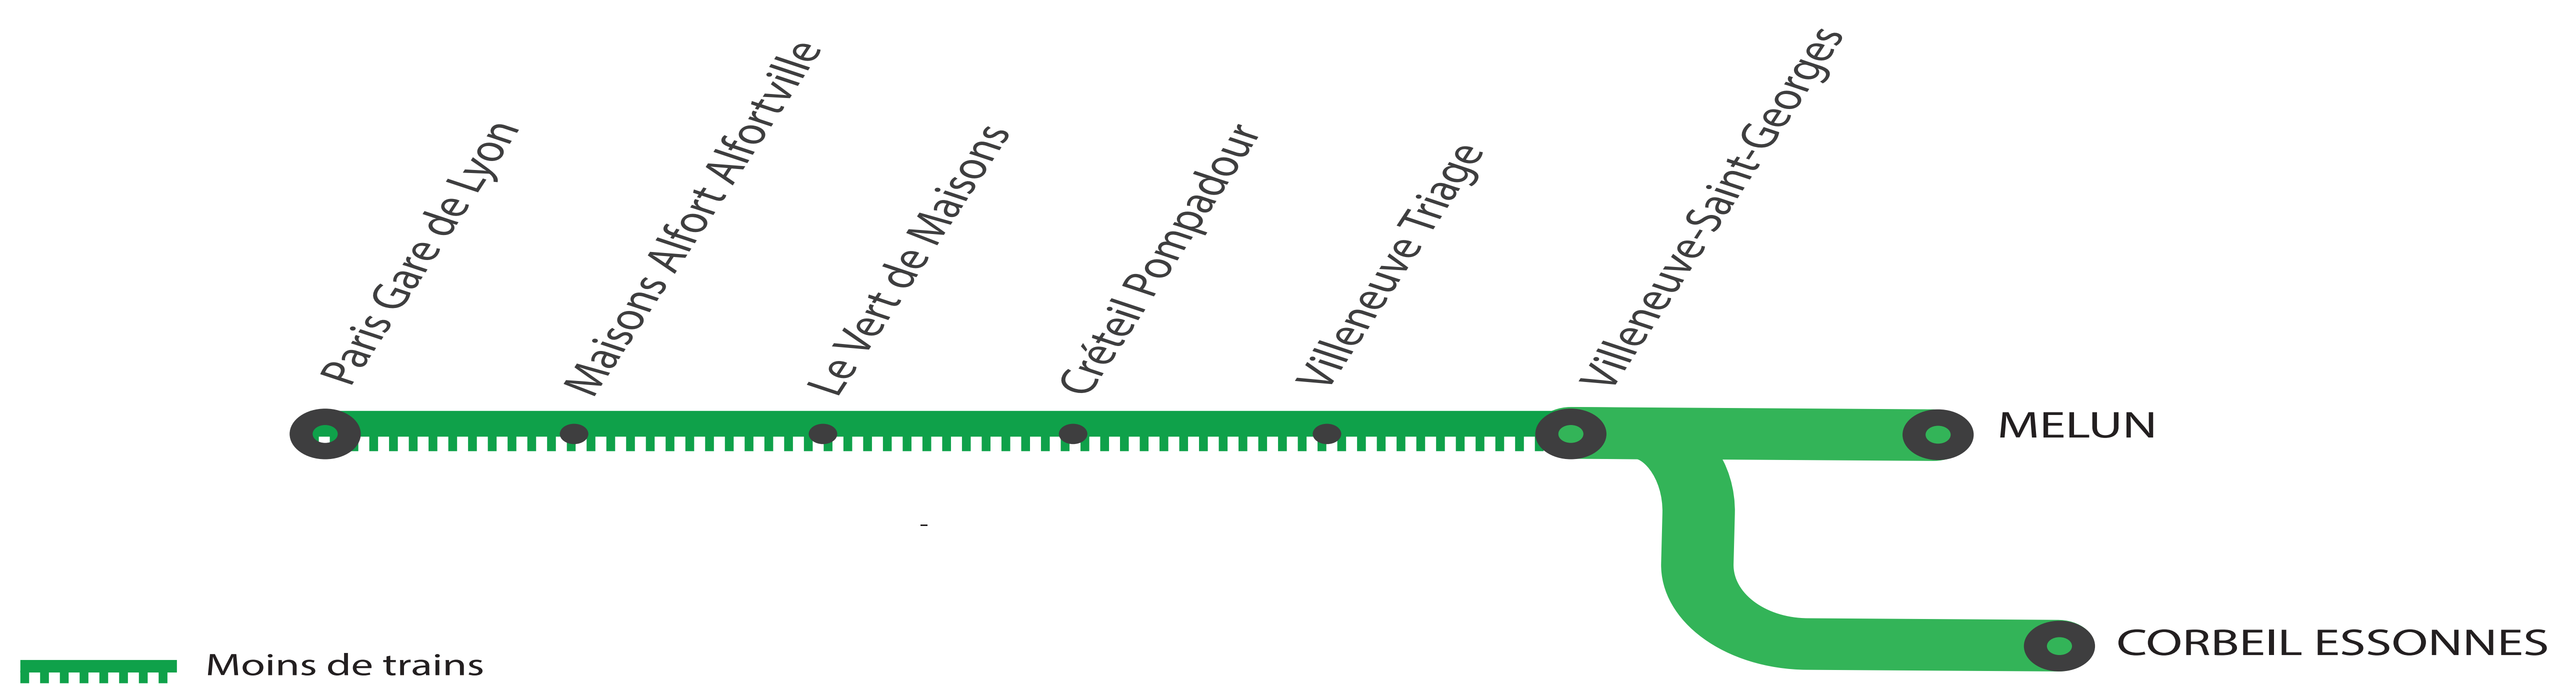 Paris Gare de Lyon
Maisons Alfort Alfortville
Le Vert de Maisons
Créteil Pompadour
Villeneuve Triage
Villeneuve-Saint-Georges
MELUN
-
CORBEIL ESSONNES
Moins de trains